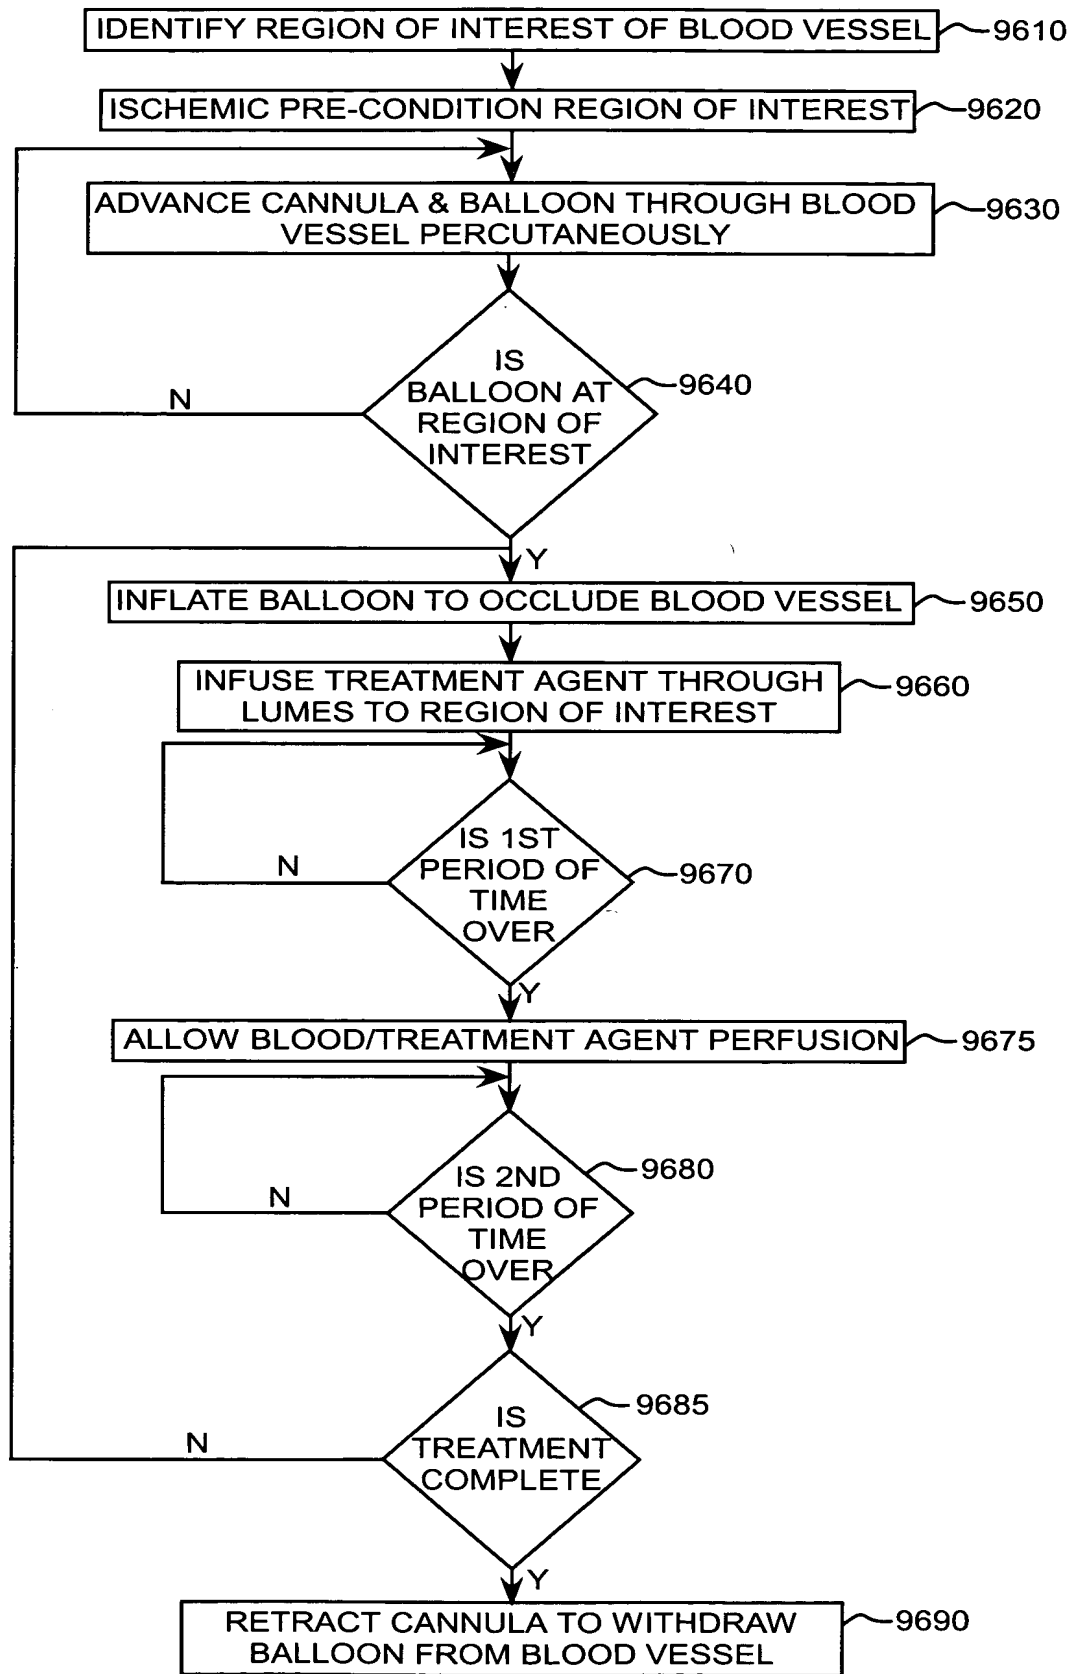 IDENTIFY REGION OF INTEREST OF BLOOD VESSEL
9610
ISCHEMIC PRE-CONDITION REGION OF INTEREST
9620
ADVANCE CANNULA & BALLOON THROUGH BLOOD
VESSEL PERCUTANEOUSLY
9630
IS
BALLOON AT
REGION OF
INTEREST
9640
N
Y
INFLATE BALLOON TO OCCLUDE BLOOD VESSEL
9650
INFUSE TREATMENT AGENT THROUGH
LUMES TO REGION OF INTEREST
9660
IS 1ST
PERIOD OF
TIME
OVER
9670
N
Y
ALLOW BLOOD/TREATMENT AGENT PERFUSION
9675
IS 2ND
PERIOD OF
TIME
OVER
9680
N
Y
IS
TREATMENT
COMPLETE
9685
N
Y
RETRACT CANNULA TO WITHDRAW
BALLOON FROM BLOOD VESSEL
9690